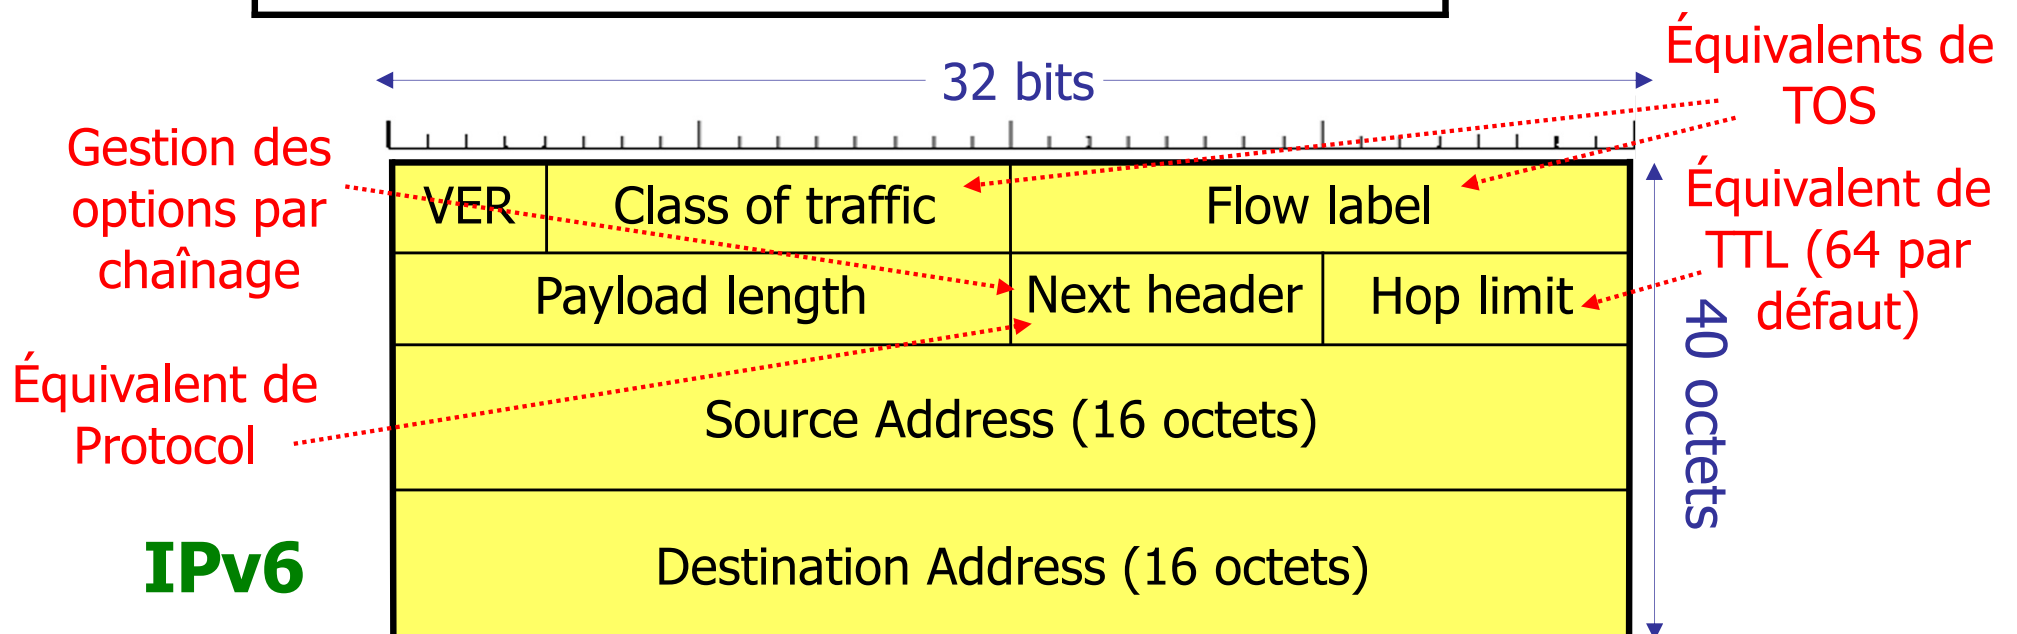 32 bits
Équivalents de
TOS
Gestion des
options par
chaînage
VER Class of traffic Flow label
Équivalent de
TTL (64 par
défaut)
Payload length Next header Hop limit
40 octets
Équivalent de
Protocol
Source Address (16 octets)
IPv6
Destination Address (16 octets)